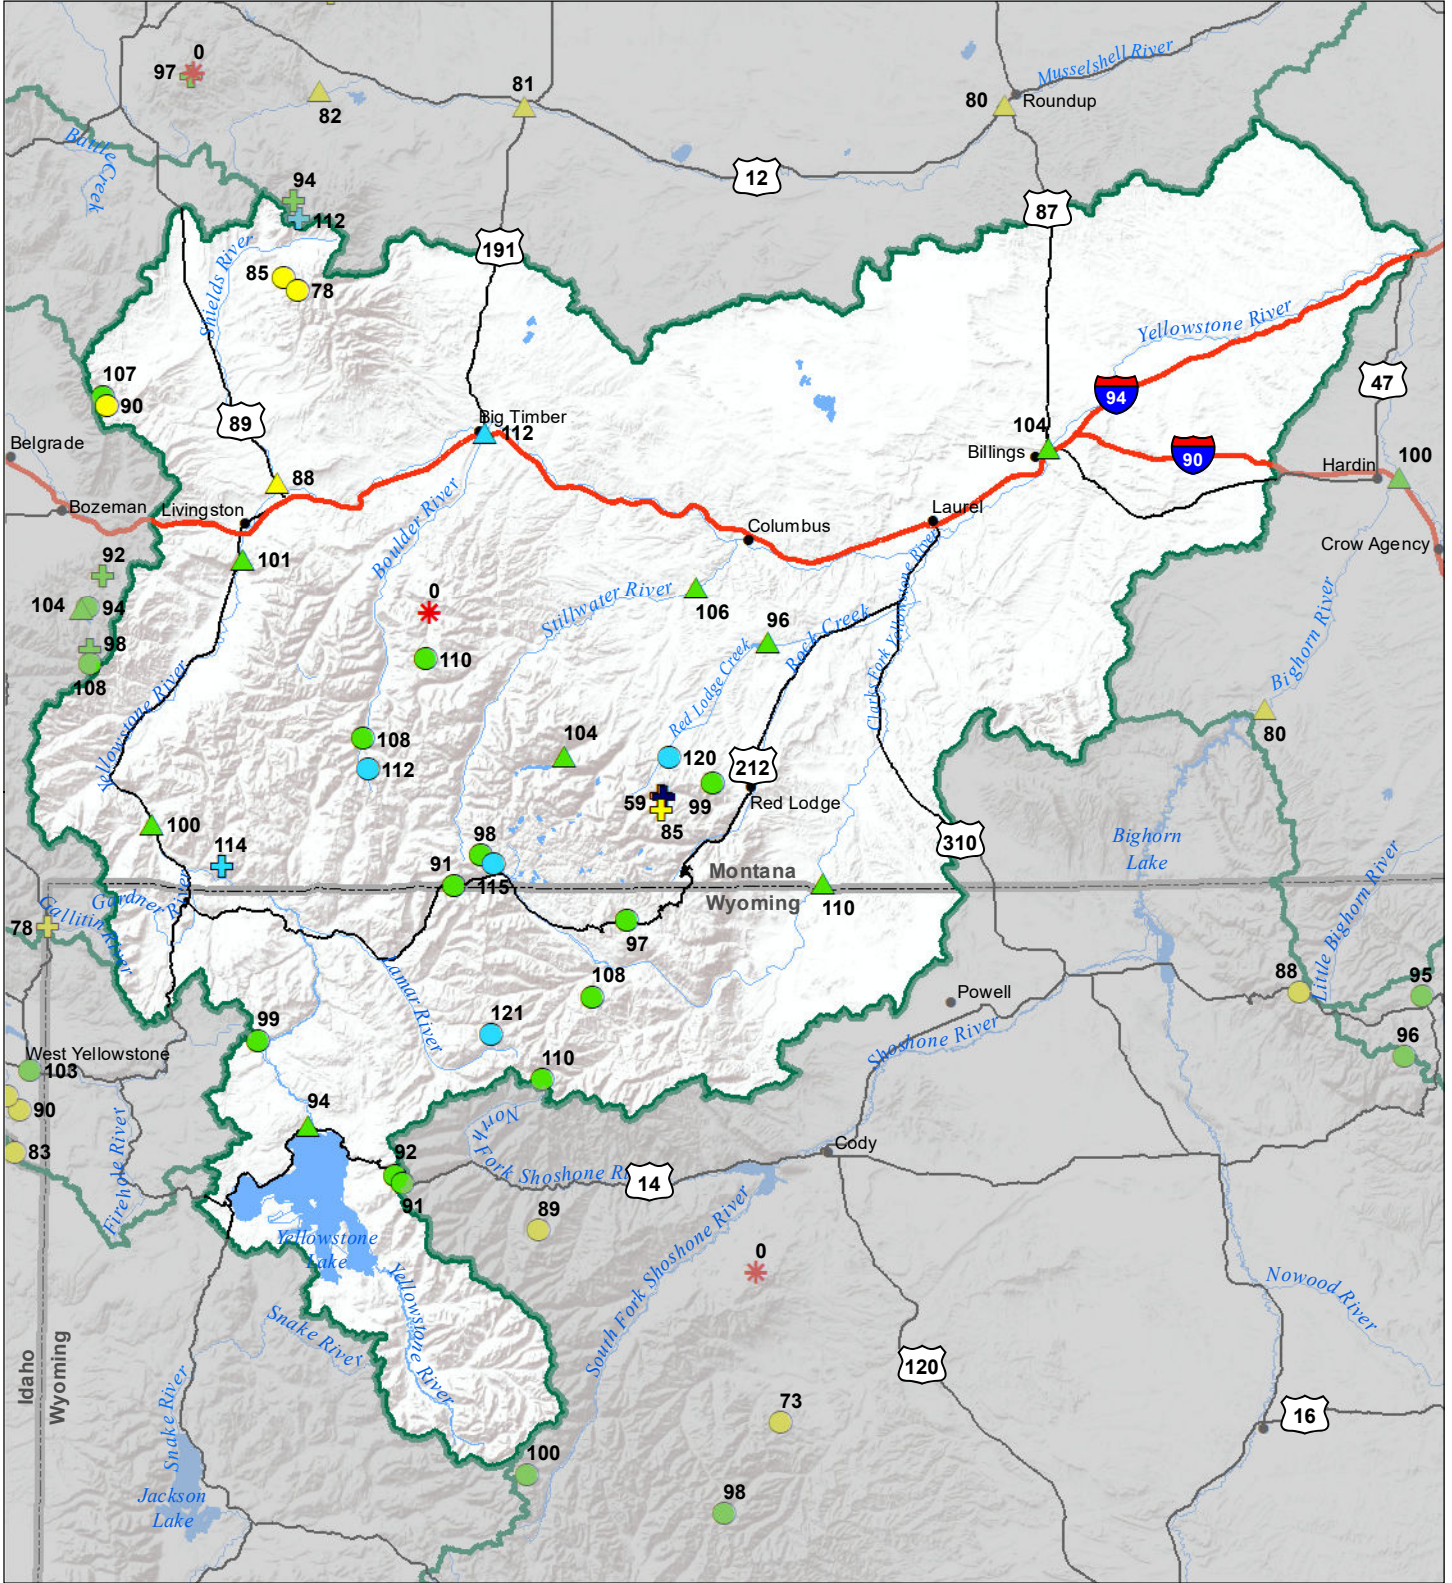 0
97
82
81
80
Roundup
Musselshell River
Battle Creek
12
94
112
87
191
Shields River
85
78
Yellowstone River
107
90
89
94
47
Belgrade
Big Timber
112
104
Billings
90
100
Hardin
88
Bozeman
Livingston
Boulder River
Laurel
Columbus
Crow Agency
92
101
104
94
0
Stillwater River
106
96
Rock Creek
Clarks Fork Yellowstone River
Bighorn River
98
108
110
Red Lodge Creek
Yellowstone River
108
112
104
120
212
80
59
99
85
Red Lodge
100
114
98
91
115
310
Bighorn
Lake
Montana
Wyoming
110
Little Bighorn River
Gardner River
Gallitin River
78
97
Lamar River
108
88
95
Powell
121
99
Shoshone River
West Yellowstone
103
110
96
90
94
North
Fork Shoshone Ri
83
Firehole River
92
91
14
Cody
89
Yellowstone
Lake
0
South Fork Shoshone River
Yellowstone River
Snake River
Nowood River
Idaho
Wyoming
120
Snake River
73
16
100
98
Jackson
Lake